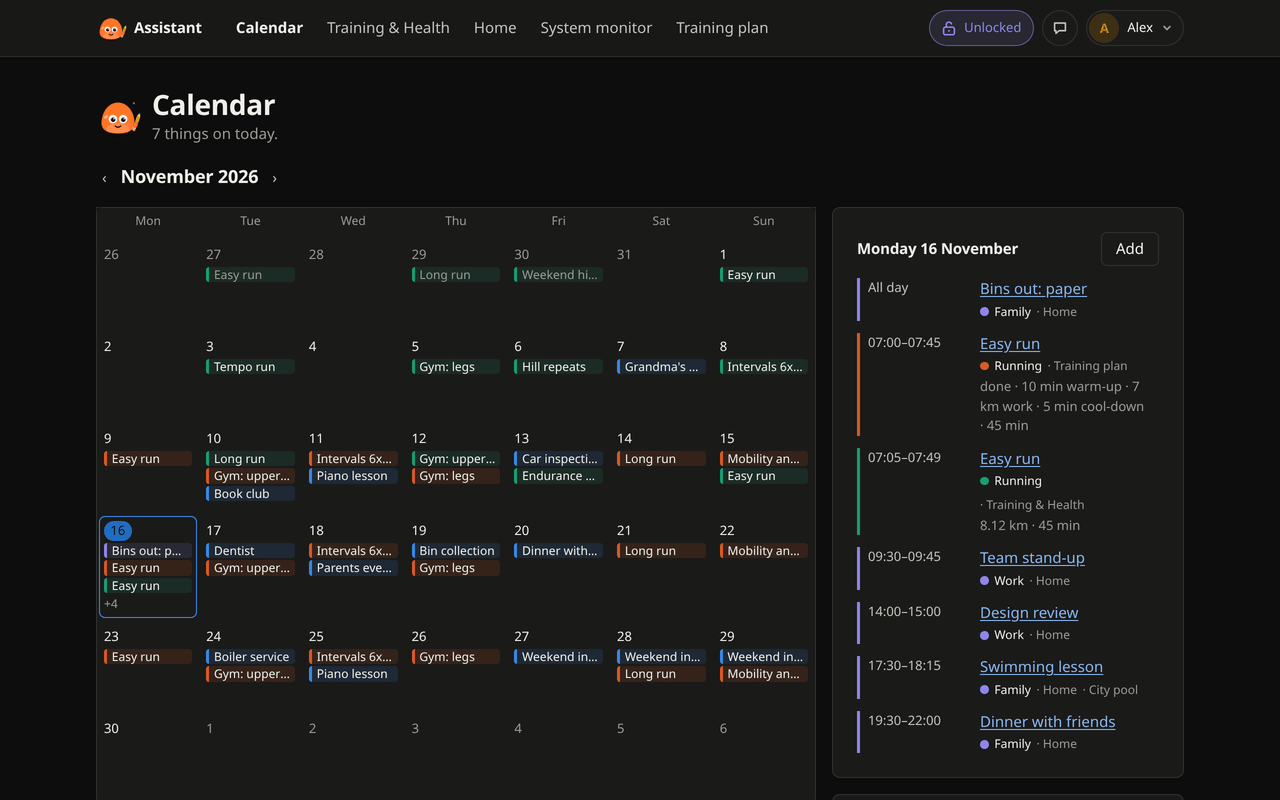 Assistant Calendar Training & Health Home System monitor Training plan Unlocked A Alex
Calendar
7 things on today.
‹ November 2026 ›
Mon Tue Wed Thu Fri Sat Sun
26 27 28 29 30 31 1
Easy run Long run Weekend hi... Easy run
2 3 4 5 6 7 8
Tempo run Gym: legs Hill repeats Grandma's ... Intervals 6x...
9 10 11 12 13 14 15
Easy run Long run Intervals 6x... Gym: upper... Car inspecti... Long run Mobility an...
Gym: upper... Piano lesson Gym: legs Endurance ... Easy run
Book club
16 17 18 19 20 21 22
Bins out: p... Dentist Intervals 6x... Bin collection Dinner with... Long run Mobility an...
Easy run Gym: upper... Parents eve... Gym: legs
Easy run
+4
23 24 25 26 27 28 29
Easy run Boiler service Intervals 6x... Gym: legs Weekend in... Weekend in... Weekend in...
Gym: upper... Piano lesson Long run Mobility an...
30 1 2 3 4 5 6
Monday 16 November Add
All day Bins out: paper
Family · Home
07:00–07:45 Easy run
Running · Training plan
done · 10 min warm-up · 7
km work · 5 min cool-down
· 45 min
07:05–07:49 Easy run
Running
· Training & Health
8.12 km · 45 min
09:30–09:45 Team stand-up
Work · Home
14:00–15:00 Design review
Work · Home
17:30–18:15 Swimming lesson
Family · Home · City pool
19:30–22:00 Dinner with friends
Family · Home